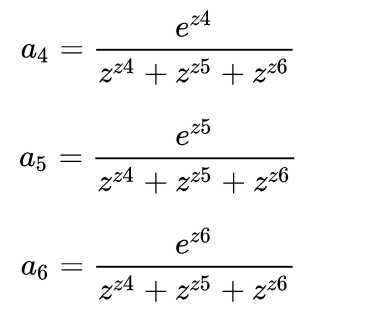 a₄ = e^{z4} / (z^{z4} + z^{z5} + z^{z6})
a₅ = e^{z5} / (z^{z4} + z^{z5} + z^{z6})
a₆ = e^{z6} / (z^{z4} + z^{z5} + z^{z6})